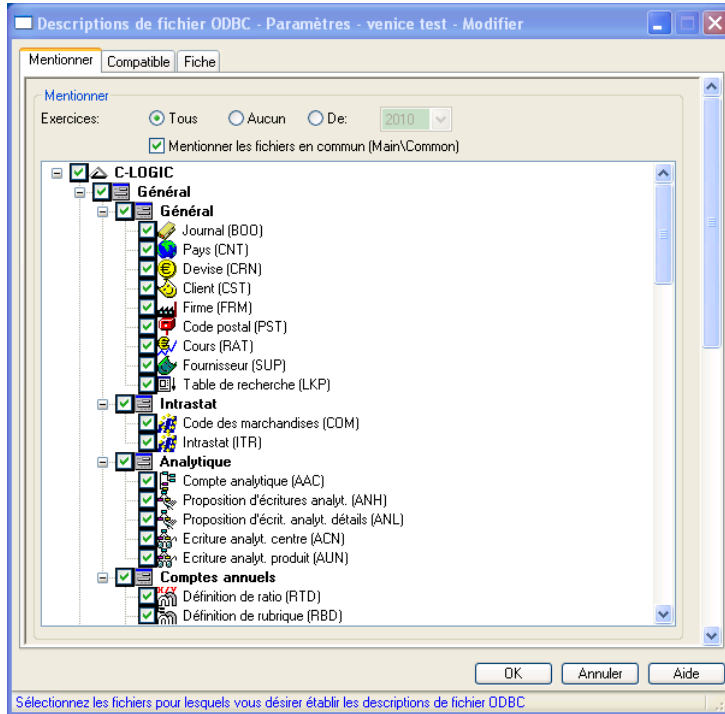 Descriptions de fichier ODBC - Paramètres - venice test - Modifier
Mentionner Compatible Fiche
Mentionner
Exercices: Tous Aucun De: 2010
Mentionner les fichiers en commun (Main\Common)
C-LOGIC
Général
Général
Journal (BOO)
Pays (CNT)
Devise (CRN)
Client (CST)
Firme (FRM)
Code postal (PST)
Cours (RAT)
Fournisseur (SUP)
Table de recherche (LKP)
Intrastat
Code des marchandises (COM)
Intrastat (ITR)
Analytique
Compte analytique (AAC)
Proposition d'écritures analyt. (ANH)
Proposition d'écrit. analyt. détails (ANL)
Ecriture analyt. centre (ACN)
Ecriture analyt. produit (AUN)
Comptes annuels
Définition de ratio (RTD)
Définition de rubrique (RBD)
OK Annuler Aide
Sélectionnez les fichiers pour lesquels vous désirer établir les descriptions de fichier ODBC